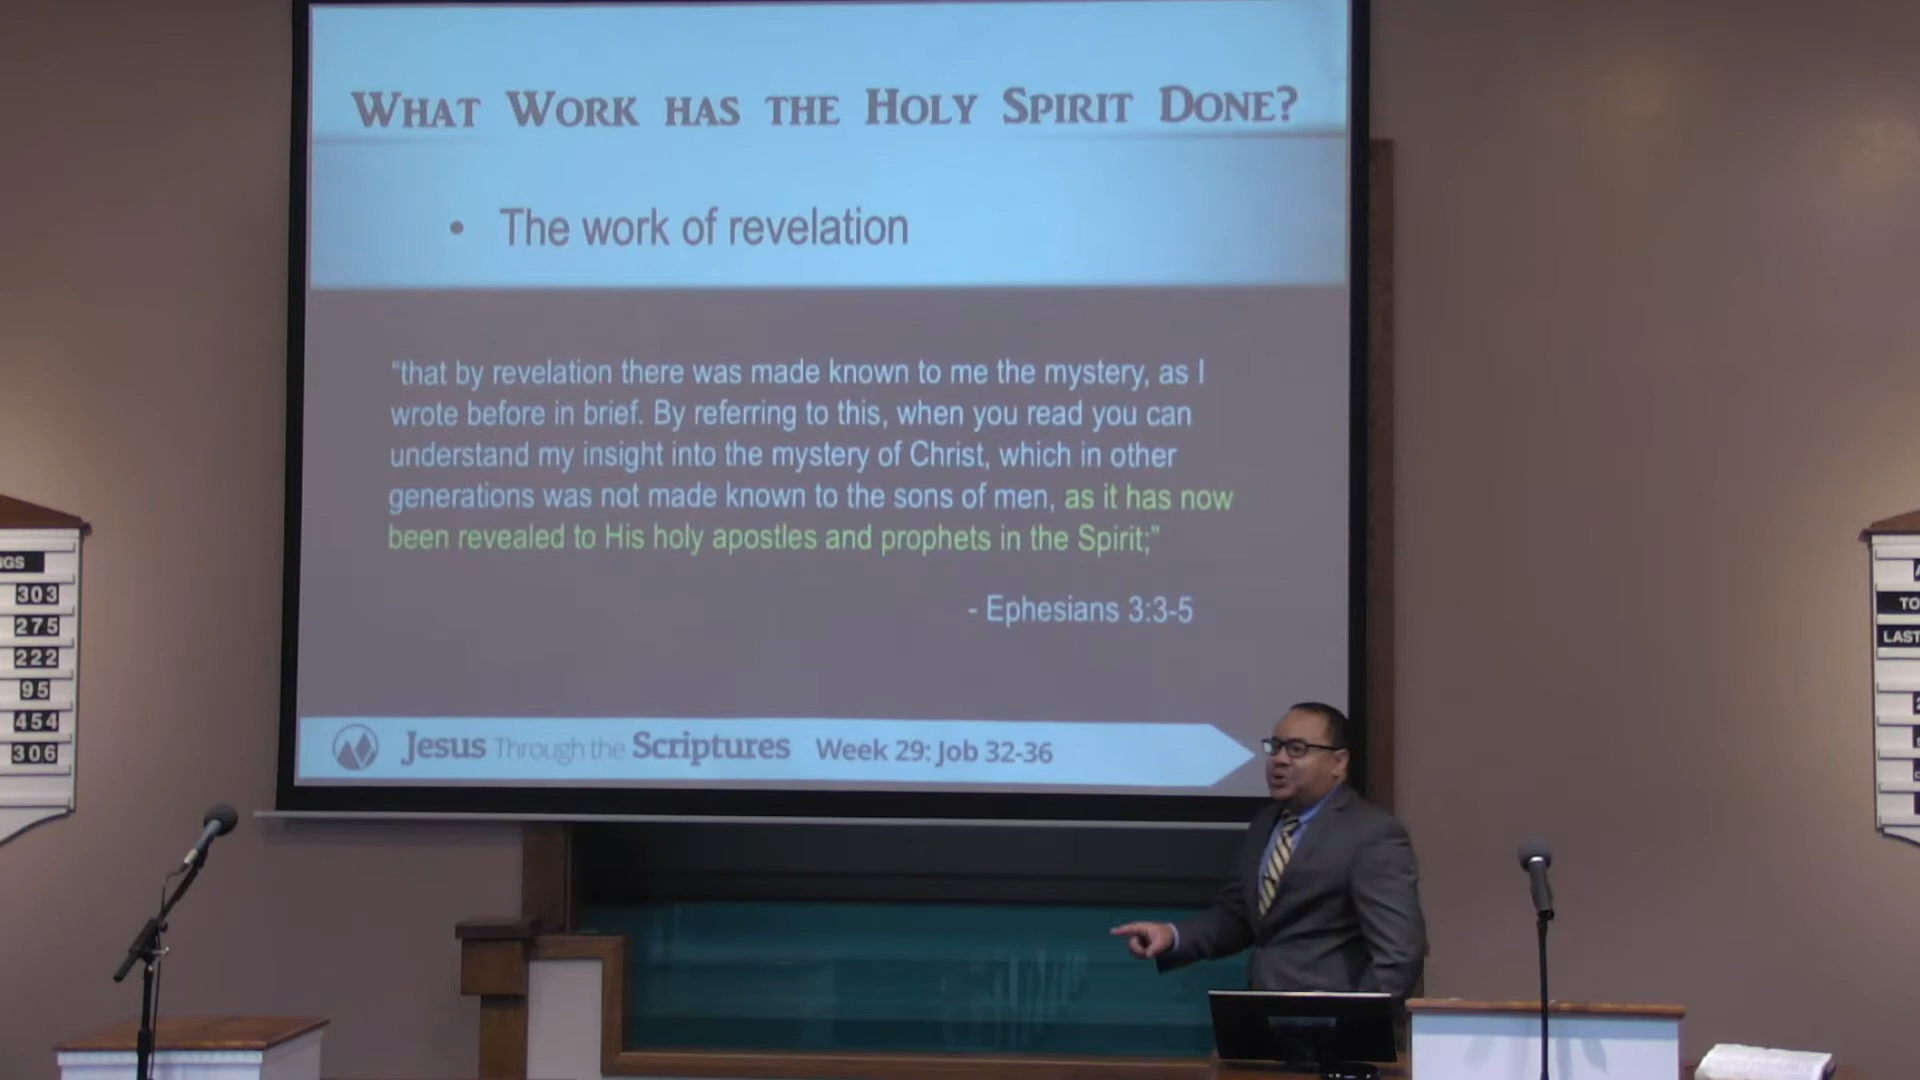 WHAT WORK HAS THE HOLY SPIRIT DONE?
• The work of revelation
“that by revelation there was made known to me the mystery, as I
wrote before in brief. By referring to this, when you read you can
understand my insight into the mystery of Christ, which in other
generations was not made known to the sons of men, as it has now
been revealed to His holy apostles and prophets in the Spirit;”
- Ephesians 3:3-5
Jesus Through the Scriptures Week 29: Job 32-36
GS
303
275
222
95
454
306
TO
LAST